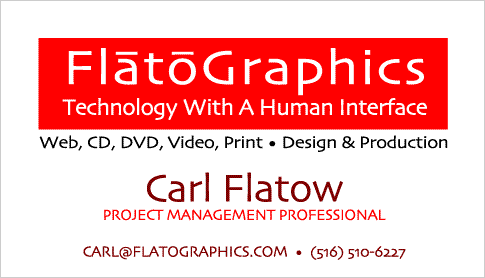 FlātōGraphics
Technology With A Human Interface
Web, CD, DVD, Video, Print • Design & Production
Carl Flatow
PROJECT MANAGEMENT PROFESSIONAL
CARL@FLATOGRAPHICS.COM • (516) 510-6227